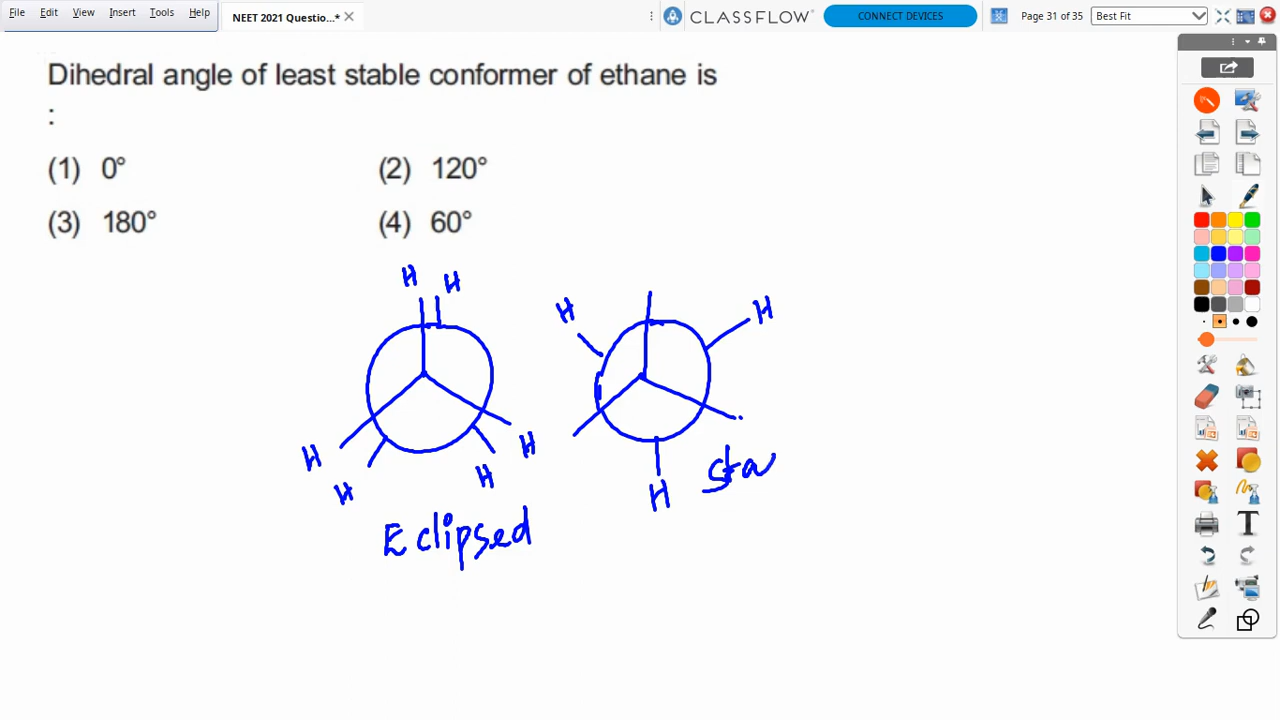 File Edit View Insert Tools Help
NEET 2021 Questio...*
CLASSFLOW
CONNECT DEVICES
Page 31 of 35
Best Fit
Dihedral angle of least stable conformer of ethane is
:
(1) 0° (2) 120°
(3) 180° (4) 60°
H H
H H
H H
H H
H
Eclipsed
H
Sta
T